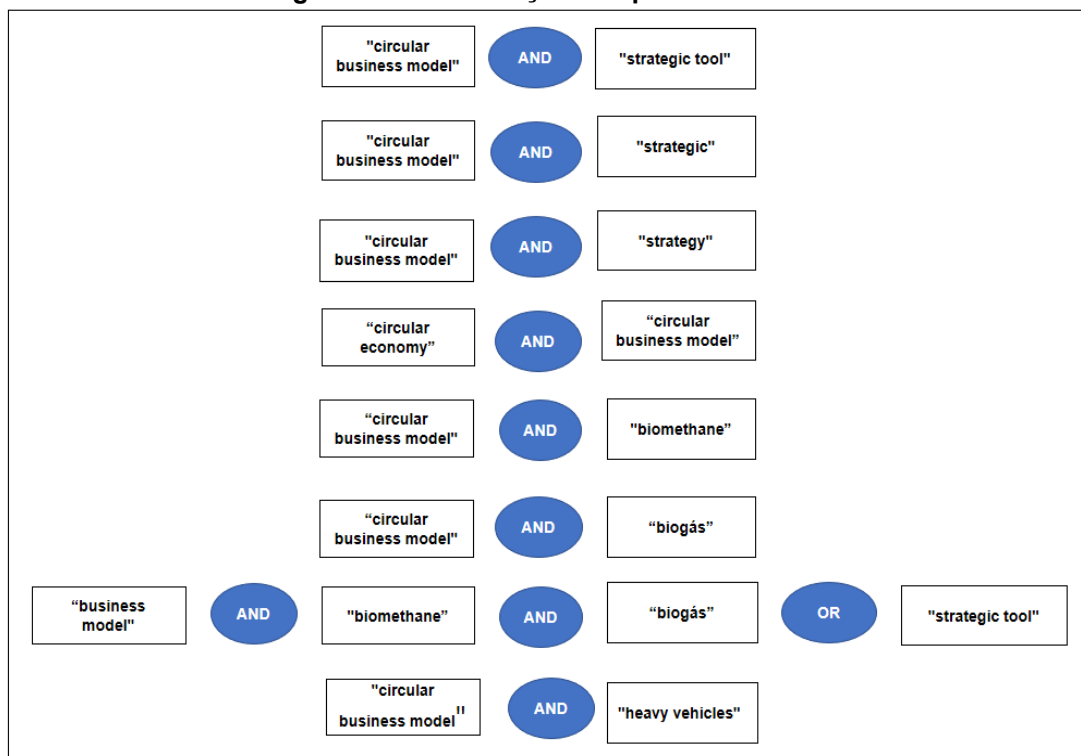 "circular
business model"
AND
"strategic tool"
"circular
business model"
AND
"strategic"
"circular
business model"
AND
"strategy"
“circular
economy”
AND
“circular
business model”
“circular
business model"
AND
"biomethane”
“circular
business model"
AND
“biogás”
“business
model"
AND
"biomethane”
AND
“biogás”
OR
"strategic tool"
"circular
business model"
AND
"heavy vehicles"